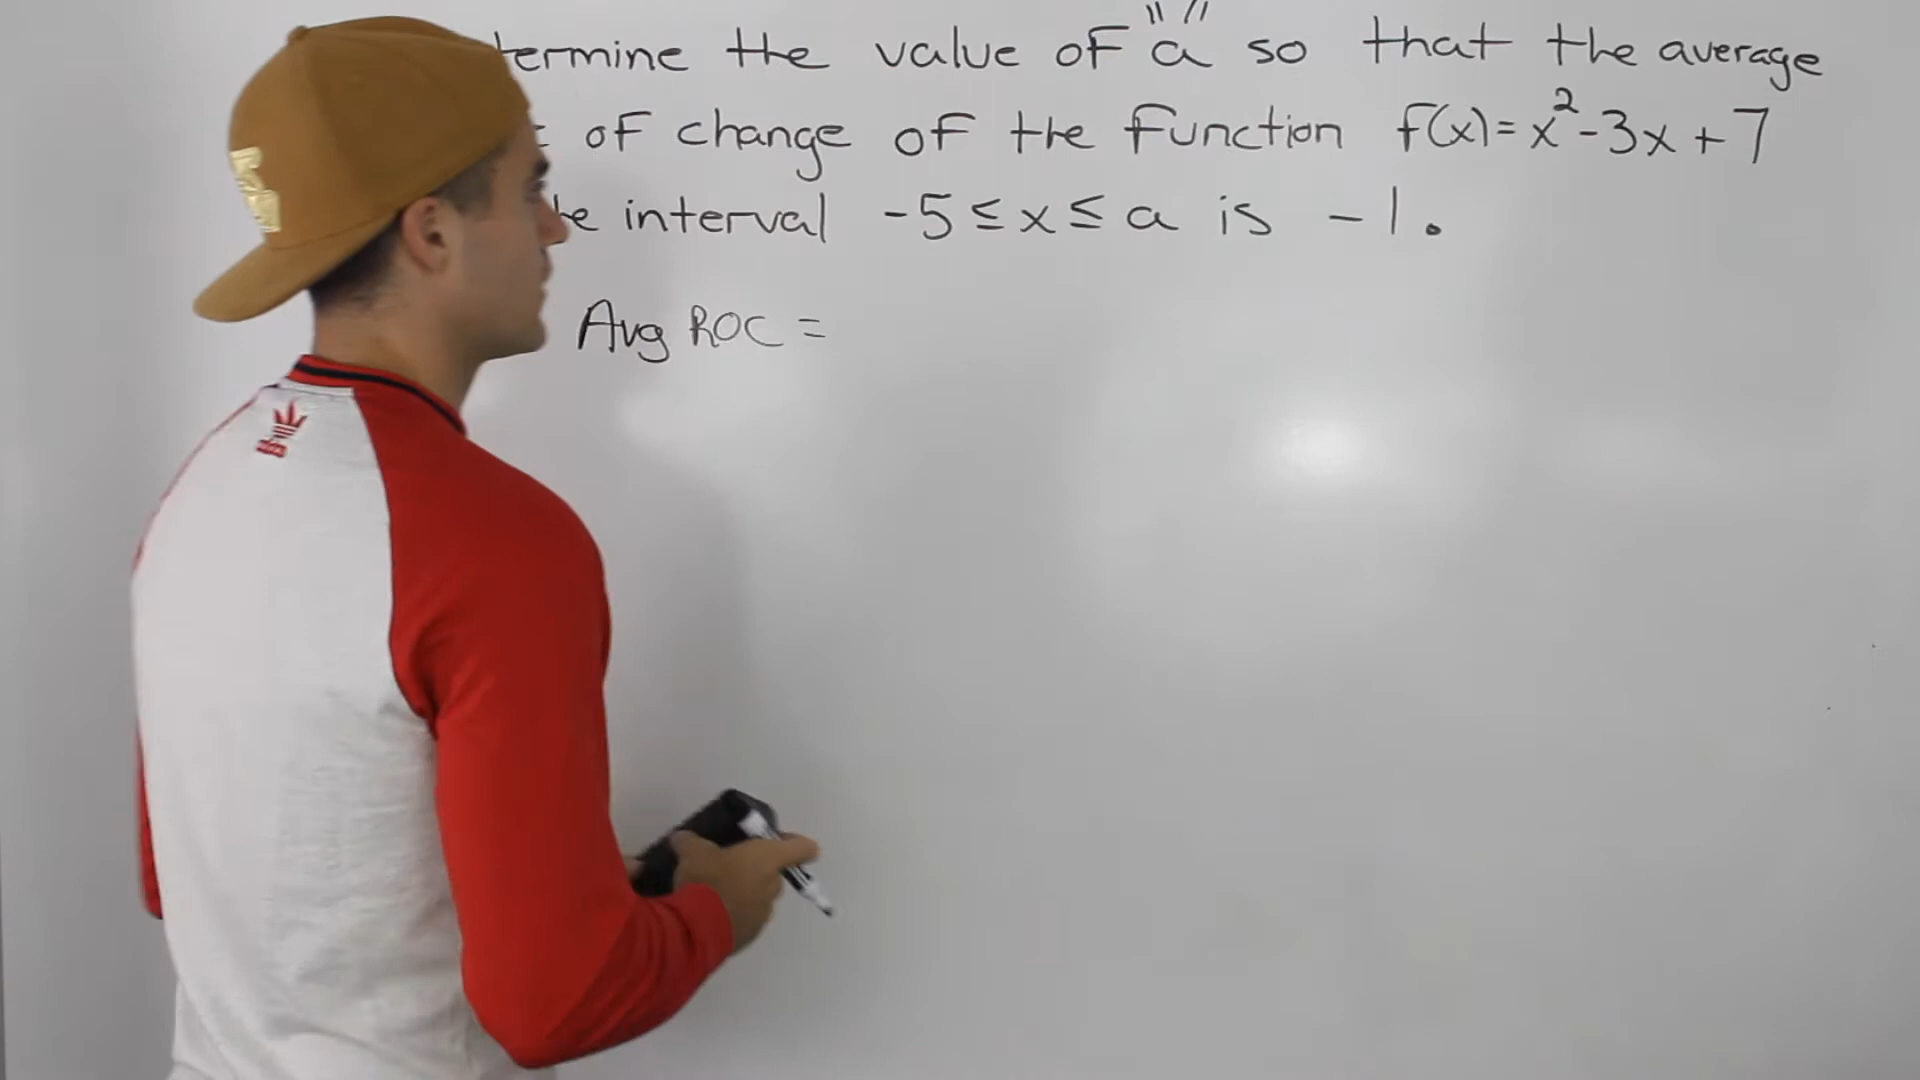 termine the value of "a" so that the average
of change of the function f(x)=x²-3x+7
interval -5≤x≤a is -1.
Avg ROC =